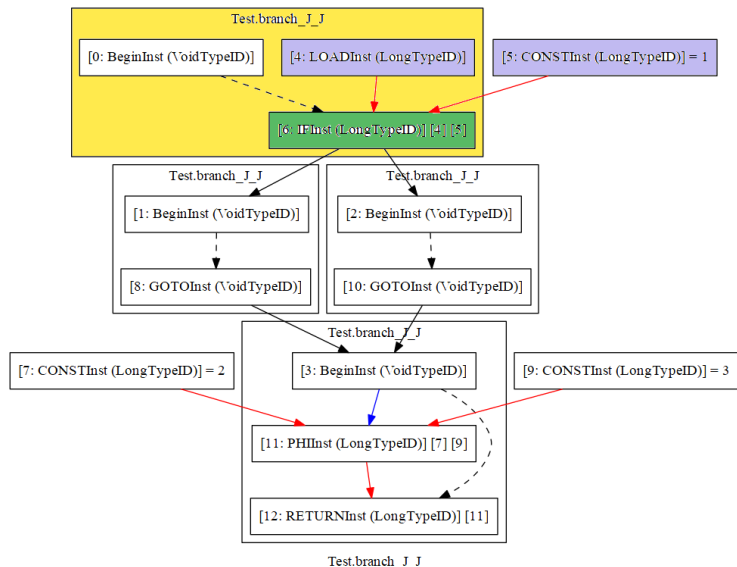 Test.branch_J_J
[0: BeginInst (VoidTypeID)]
[4: LOADInst (LongTypeID)]
[5: CONSTInst (LongTypeID)] = 1
[6: IFInst (LongTypeID)] [4] [5]
Test.branch_J_J
Test.branch_J_J
[1: BeginInst (VoidTypeID)]
[2: BeginInst (VoidTypeID)]
[8: GOTOInst (VoidTypeID)]
[10: GOTOInst (VoidTypeID)]
Test.branch_J_J
[7: CONSTInst (LongTypeID)] = 2
[3: BeginInst (VoidTypeID)]
[9: CONSTInst (LongTypeID)] = 3
[11: PHIInst (LongTypeID)] [7] [9]
[12: RETURNInst (LongTypeID)] [11]
Test.branch_J_J